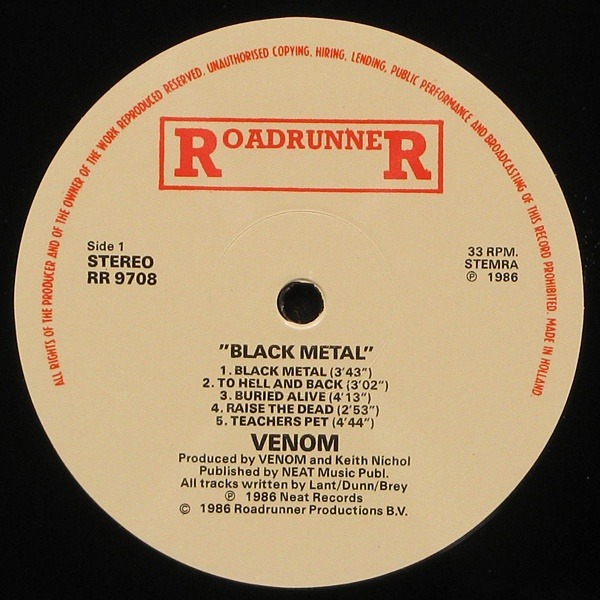 ALL RIGHTS OF THE PRODUCER AND OF THE OWNER OF THE WORK REPRODUCED RESERVED. UNAUTHORISED COPYING, HIRING, LENDING, PUBLIC PERFORMANCE AND BROADCASTING OF THIS RECORD PROHIBITED. MADE IN HOLLAND.
ROADRUNNER
Side 1
STEREO
RR 9708
33 RPM.
STEMRA
℗ 1986
"BLACK METAL"
1. BLACK METAL (3'43")
2. TO HELL AND BACK (3'02")
3. BURIED ALIVE (4'13")
4. RAISE THE DEAD (2'53")
5. TEACHERS PET (4'44")
VENOM
Produced by VENOM and Keith Nichol
Published by NEAT Music Publ.
All tracks written by Lant/Dunn/Brey
℗ 1986 Neat Records
© 1986 Roadrunner Productions B.V.